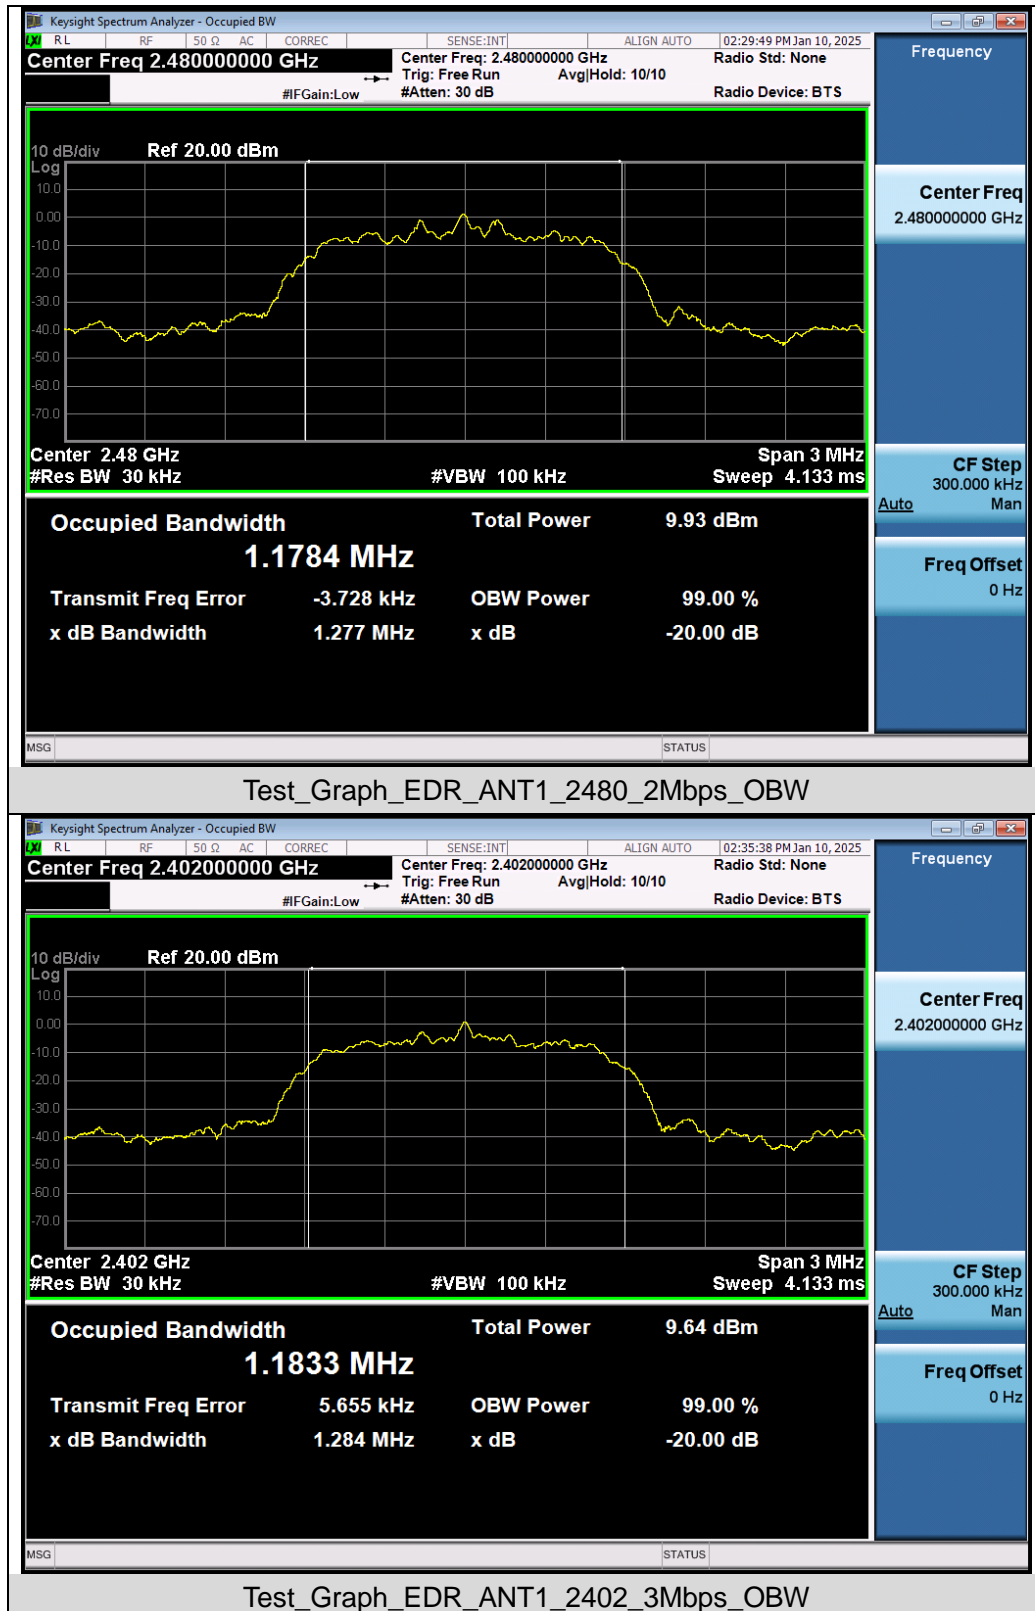 Keysight Spectrum Analyzer - Occupied BW
LXI RL RF 50 Ω AC CORREC SENSE:INT ALIGN AUTO 02:29:49 PM Jan 10, 2025
Center Freq 2.480000000 GHz Center Freq: 2.480000000 GHz Radio Std: None
Trig: Free Run Avg|Hold: 10/10
#IFGain:Low #Atten: 30 dB Radio Device: BTS
Frequency
10 dB/div Ref 20.00 dBm
Log
10.0
0.00
-10.0
-20.0
-30.0
-40.0
-50.0
-60.0
-70.0
Center 2.48 GHz Span 3 MHz
#Res BW 30 kHz #VBW 100 kHz Sweep 4.133 ms
Center Freq
2.480000000 GHz
CF Step
300.000 kHz
Auto Man
Freq Offset
0 Hz
Occupied Bandwidth Total Power 9.93 dBm
1.1784 MHz
Transmit Freq Error -3.728 kHz OBW Power 99.00 %
x dB Bandwidth 1.277 MHz x dB -20.00 dB
MSG STATUS
Test_Graph_EDR_ANT1_2480_2Mbps_OBW
Keysight Spectrum Analyzer - Occupied BW
LXI RL RF 50 Ω AC CORREC SENSE:INT ALIGN AUTO 02:35:38 PM Jan 10, 2025
Center Freq 2.402000000 GHz Center Freq: 2.402000000 GHz Radio Std: None
Trig: Free Run Avg|Hold: 10/10
#IFGain:Low #Atten: 30 dB Radio Device: BTS
Frequency
10 dB/div Ref 20.00 dBm
Log
10.0
0.00
-10.0
-20.0
-30.0
-40.0
-50.0
-60.0
-70.0
Center 2.402 GHz Span 3 MHz
#Res BW 30 kHz #VBW 100 kHz Sweep 4.133 ms
Center Freq
2.402000000 GHz
CF Step
300.000 kHz
Auto Man
Freq Offset
0 Hz
Occupied Bandwidth Total Power 9.64 dBm
1.1833 MHz
Transmit Freq Error 5.655 kHz OBW Power 99.00 %
x dB Bandwidth 1.284 MHz x dB -20.00 dB
MSG STATUS
Test_Graph_EDR_ANT1_2402_3Mbps_OBW